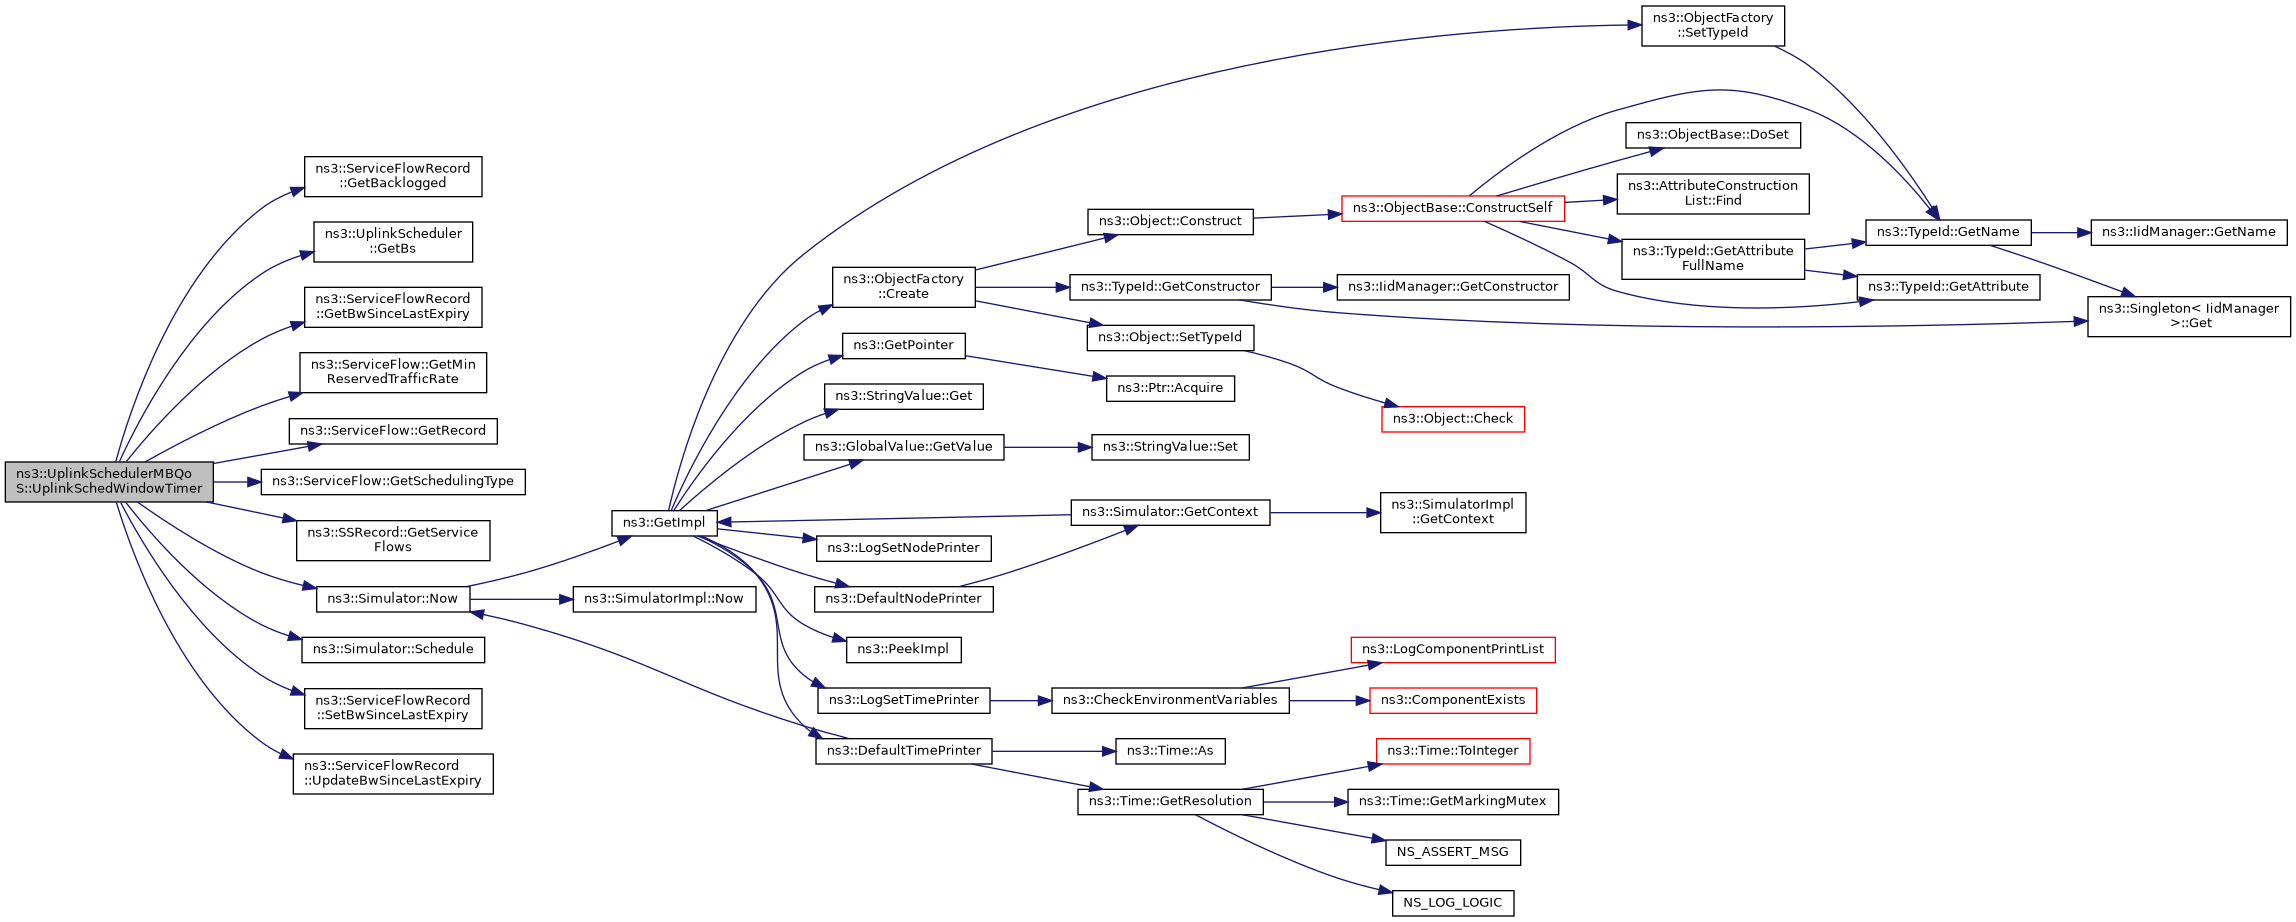 ns3::UplinkSchedulerMBQo
S::UplinkSchedWindowTimer
ns3::ServiceFlowRecord
::GetBacklogged
ns3::UplinkScheduler
::GetBs
ns3::ServiceFlowRecord
::GetBwSinceLastExpiry
ns3::ServiceFlow::GetMin
ReservedTrafficRate
ns3::ServiceFlow::GetRecord
ns3::ServiceFlow::GetSchedulingType
ns3::SSRecord::GetService
Flows
ns3::Simulator::Now
ns3::Simulator::Schedule
ns3::ServiceFlowRecord
::SetBwSinceLastExpiry
ns3::ServiceFlowRecord
::UpdateBwSinceLastExpiry
ns3::GetImpl
ns3::SimulatorImpl::Now
ns3::ObjectFactory
::Create
ns3::GetPointer
ns3::StringValue::Get
ns3::GlobalValue::GetValue
ns3::LogSetNodePrinter
ns3::DefaultNodePrinter
ns3::PeekImpl
ns3::LogSetTimePrinter
ns3::DefaultTimePrinter
ns3::Object::Construct
ns3::TypeId::GetConstructor
ns3::Object::SetTypeId
ns3::Ptr::Acquire
ns3::StringValue::Set
ns3::Simulator::GetContext
ns3::CheckEnvironmentVariables
ns3::Time::As
ns3::Time::GetResolution
ns3::ObjectBase::ConstructSelf
ns3::IidManager::GetConstructor
ns3::Object::Check
ns3::SimulatorImpl
::GetContext
ns3::LogComponentPrintList
ns3::ComponentExists
ns3::Time::ToInteger
ns3::Time::GetMarkingMutex
NS_ASSERT_MSG
NS_LOG_LOGIC
ns3::ObjectFactory
::SetTypeId
ns3::ObjectBase::DoSet
ns3::AttributeConstruction
List::Find
ns3::TypeId::GetAttribute
FullName
ns3::TypeId::GetName
ns3::TypeId::GetAttribute
ns3::IidManager::GetName
ns3::Singleton< IidManager
>::Get